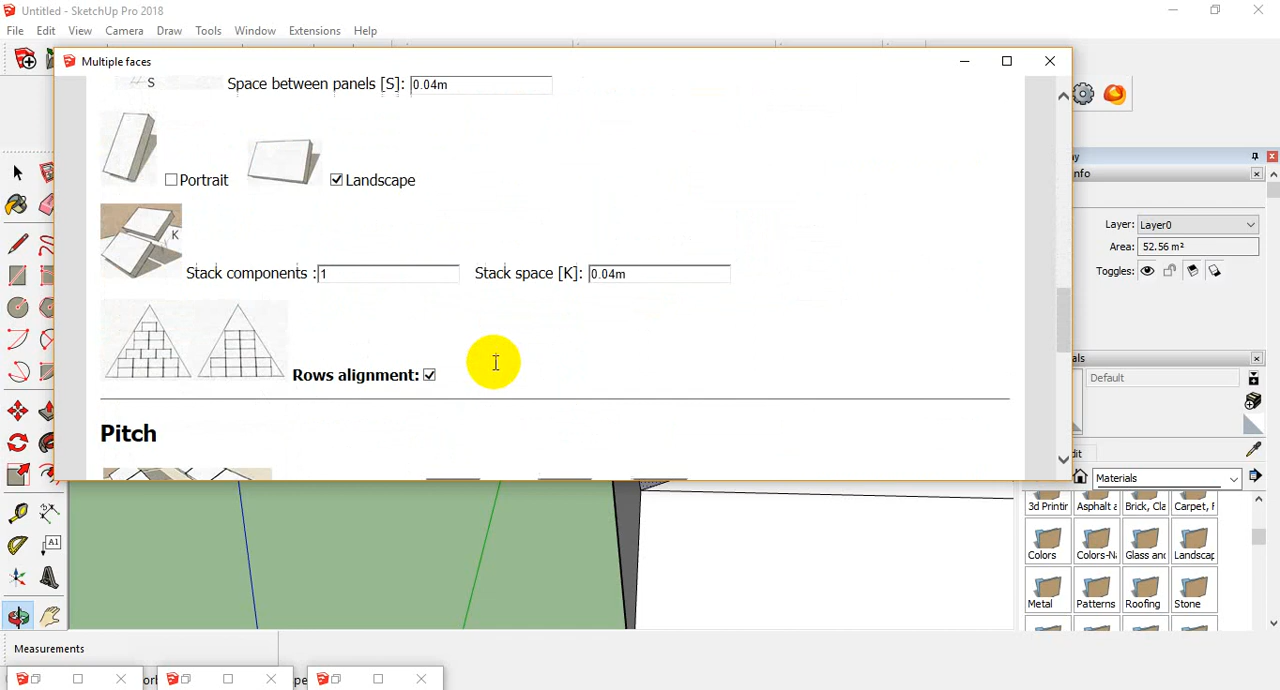 Untitled - SketchUp Pro 2018
File Edit View Camera Draw Tools Window Extensions Help
Multiple faces
S Space between panels [S]: 0.04m
Portrait Landscape
K
Stack components : 1 Stack space [K]: 0.04m
Rows alignment:
Pitch
Layer: Layer0
Area: 52.56 m²
Toggles:
Default
Materials
3d Printir Asphalt a Brick, Cla Carpet, F
Colors Colors-Na Glass and Landscap
Metal Patterns Roofing Stone
A1
Measurements